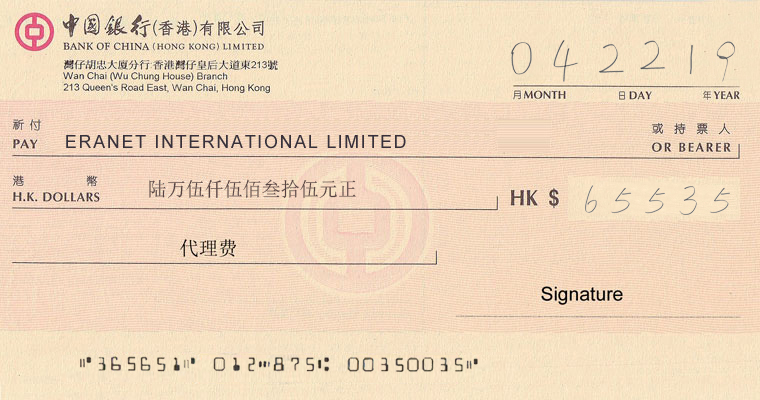 中國銀行(香港)有限公司
BANK OF CHINA (HONG KONG) LIMITED
灣仔胡忠大廈分行:香港灣仔皇后大道東213號
Wan Chai (Wu Chung House) Branch
213 Queen's Road East, Wan Chai, Hong Kong
042219
月 MONTH 日 DAY 年 YEAR
祈付 或持票人
PAY ERANET INTERNATIONAL LIMITED OR BEARER
港幣 陆万伍仟伍佰叁拾伍元正
H.K. DOLLARS HK $ 65535
代理费
Signature
⑈365651⑈ 012⑉875⑆ 00350035⑈